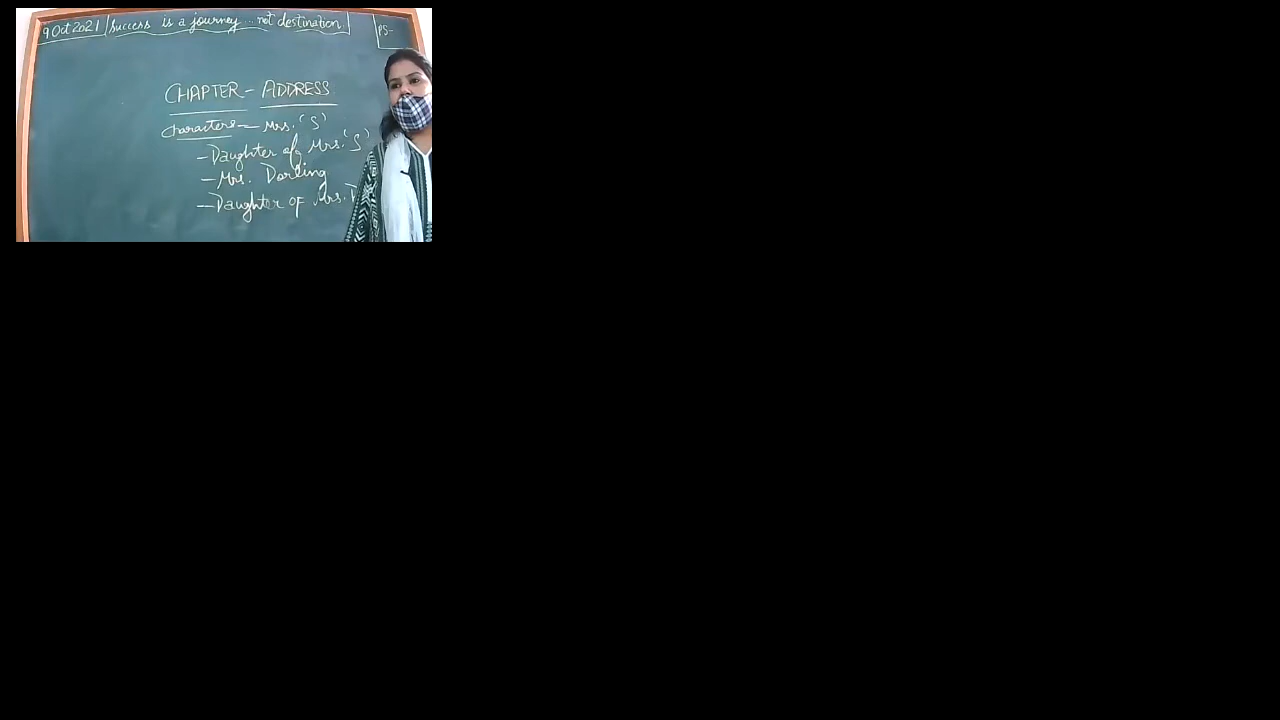 9 Oct 2021 Success is a journey... not destination.
PS-
CHAPTER - ADDRESS
Characters - Mrs. 'S'
- Daughter of Mrs. 'S'
- Mrs. Darling
- Daughter of Mrs. D